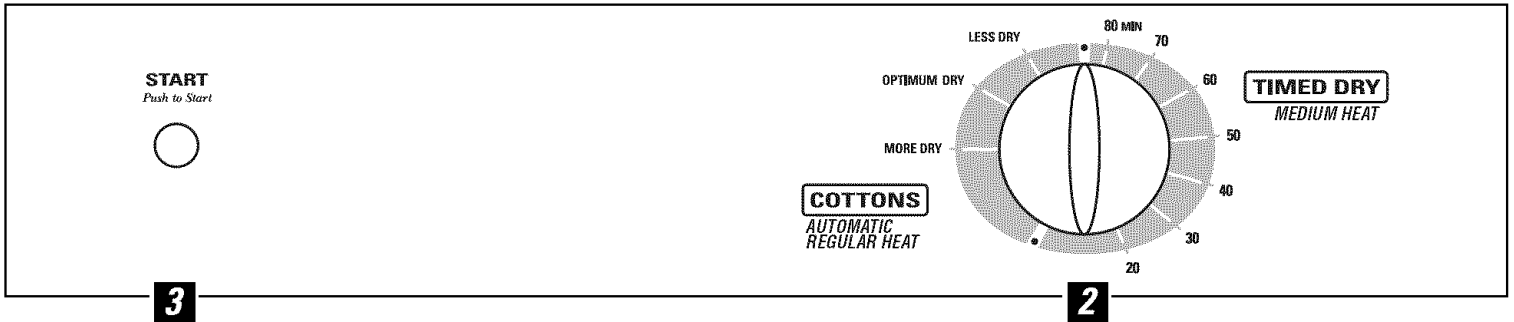 START
Push to Start
3
LESS DRY
OPTIMUM DRY
MORE DRY
COTTONS
AUTOMATIC
REGULAR HEAT
80 MIN
70
60
50
40
30
20
TIMED DRY
MEDIUM HEAT
2